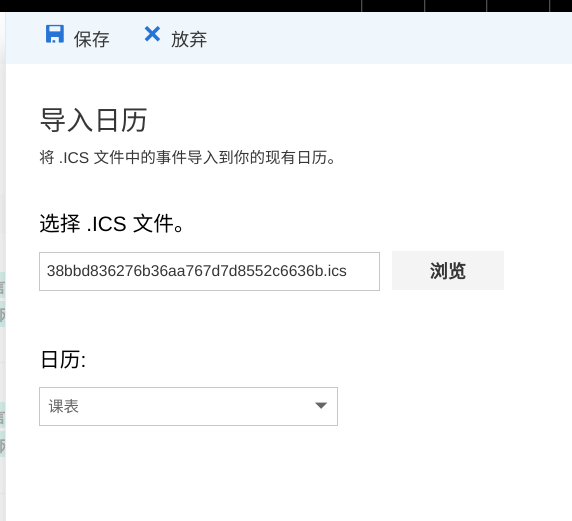 保存 放弃
导入日历
将 .ICS 文件中的事件导入到你的现有日历。
选择 .ICS 文件。
38bbd836276b36aa767d7d8552c6636b.ics 浏览
日历:
课表